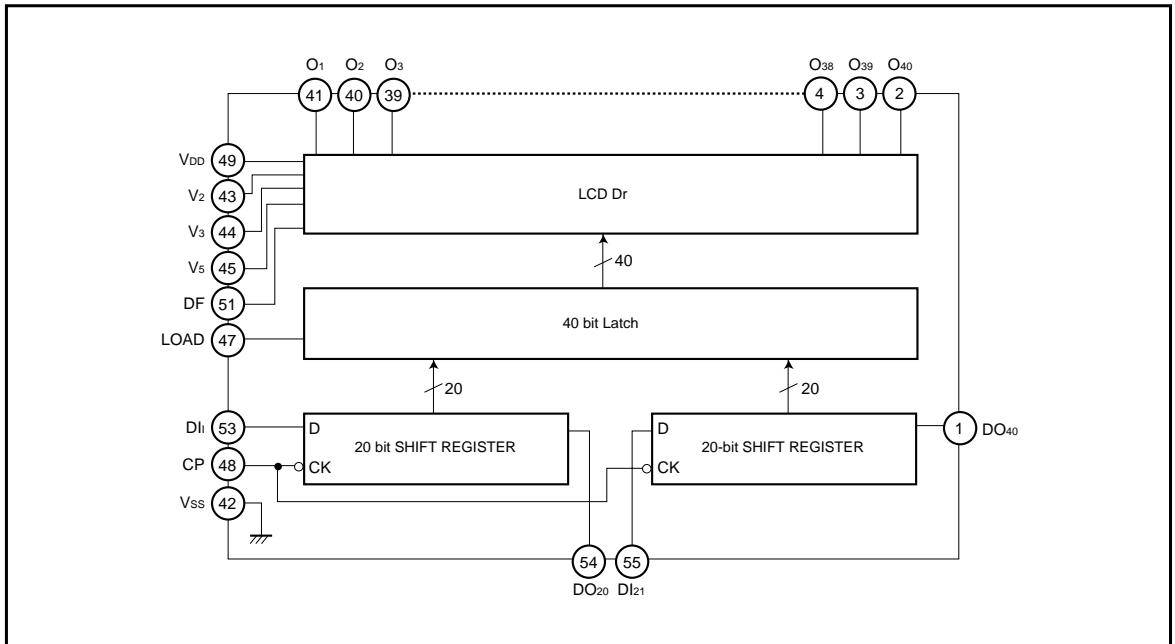 O1 O2 O3 O38 O39 O40
41 40 39 4 3 2
VDD 49
V2 43
V3 44
V5 45
DF 51
LOAD 47
LCD Dr
40
40 bit Latch
20 20
DI1 53
CP 48
VSS 42
D
20 bit SHIFT REGISTER
CK
D
20-bit SHIFT REGISTER
CK
1 DO40
54 55
DO20 DI21